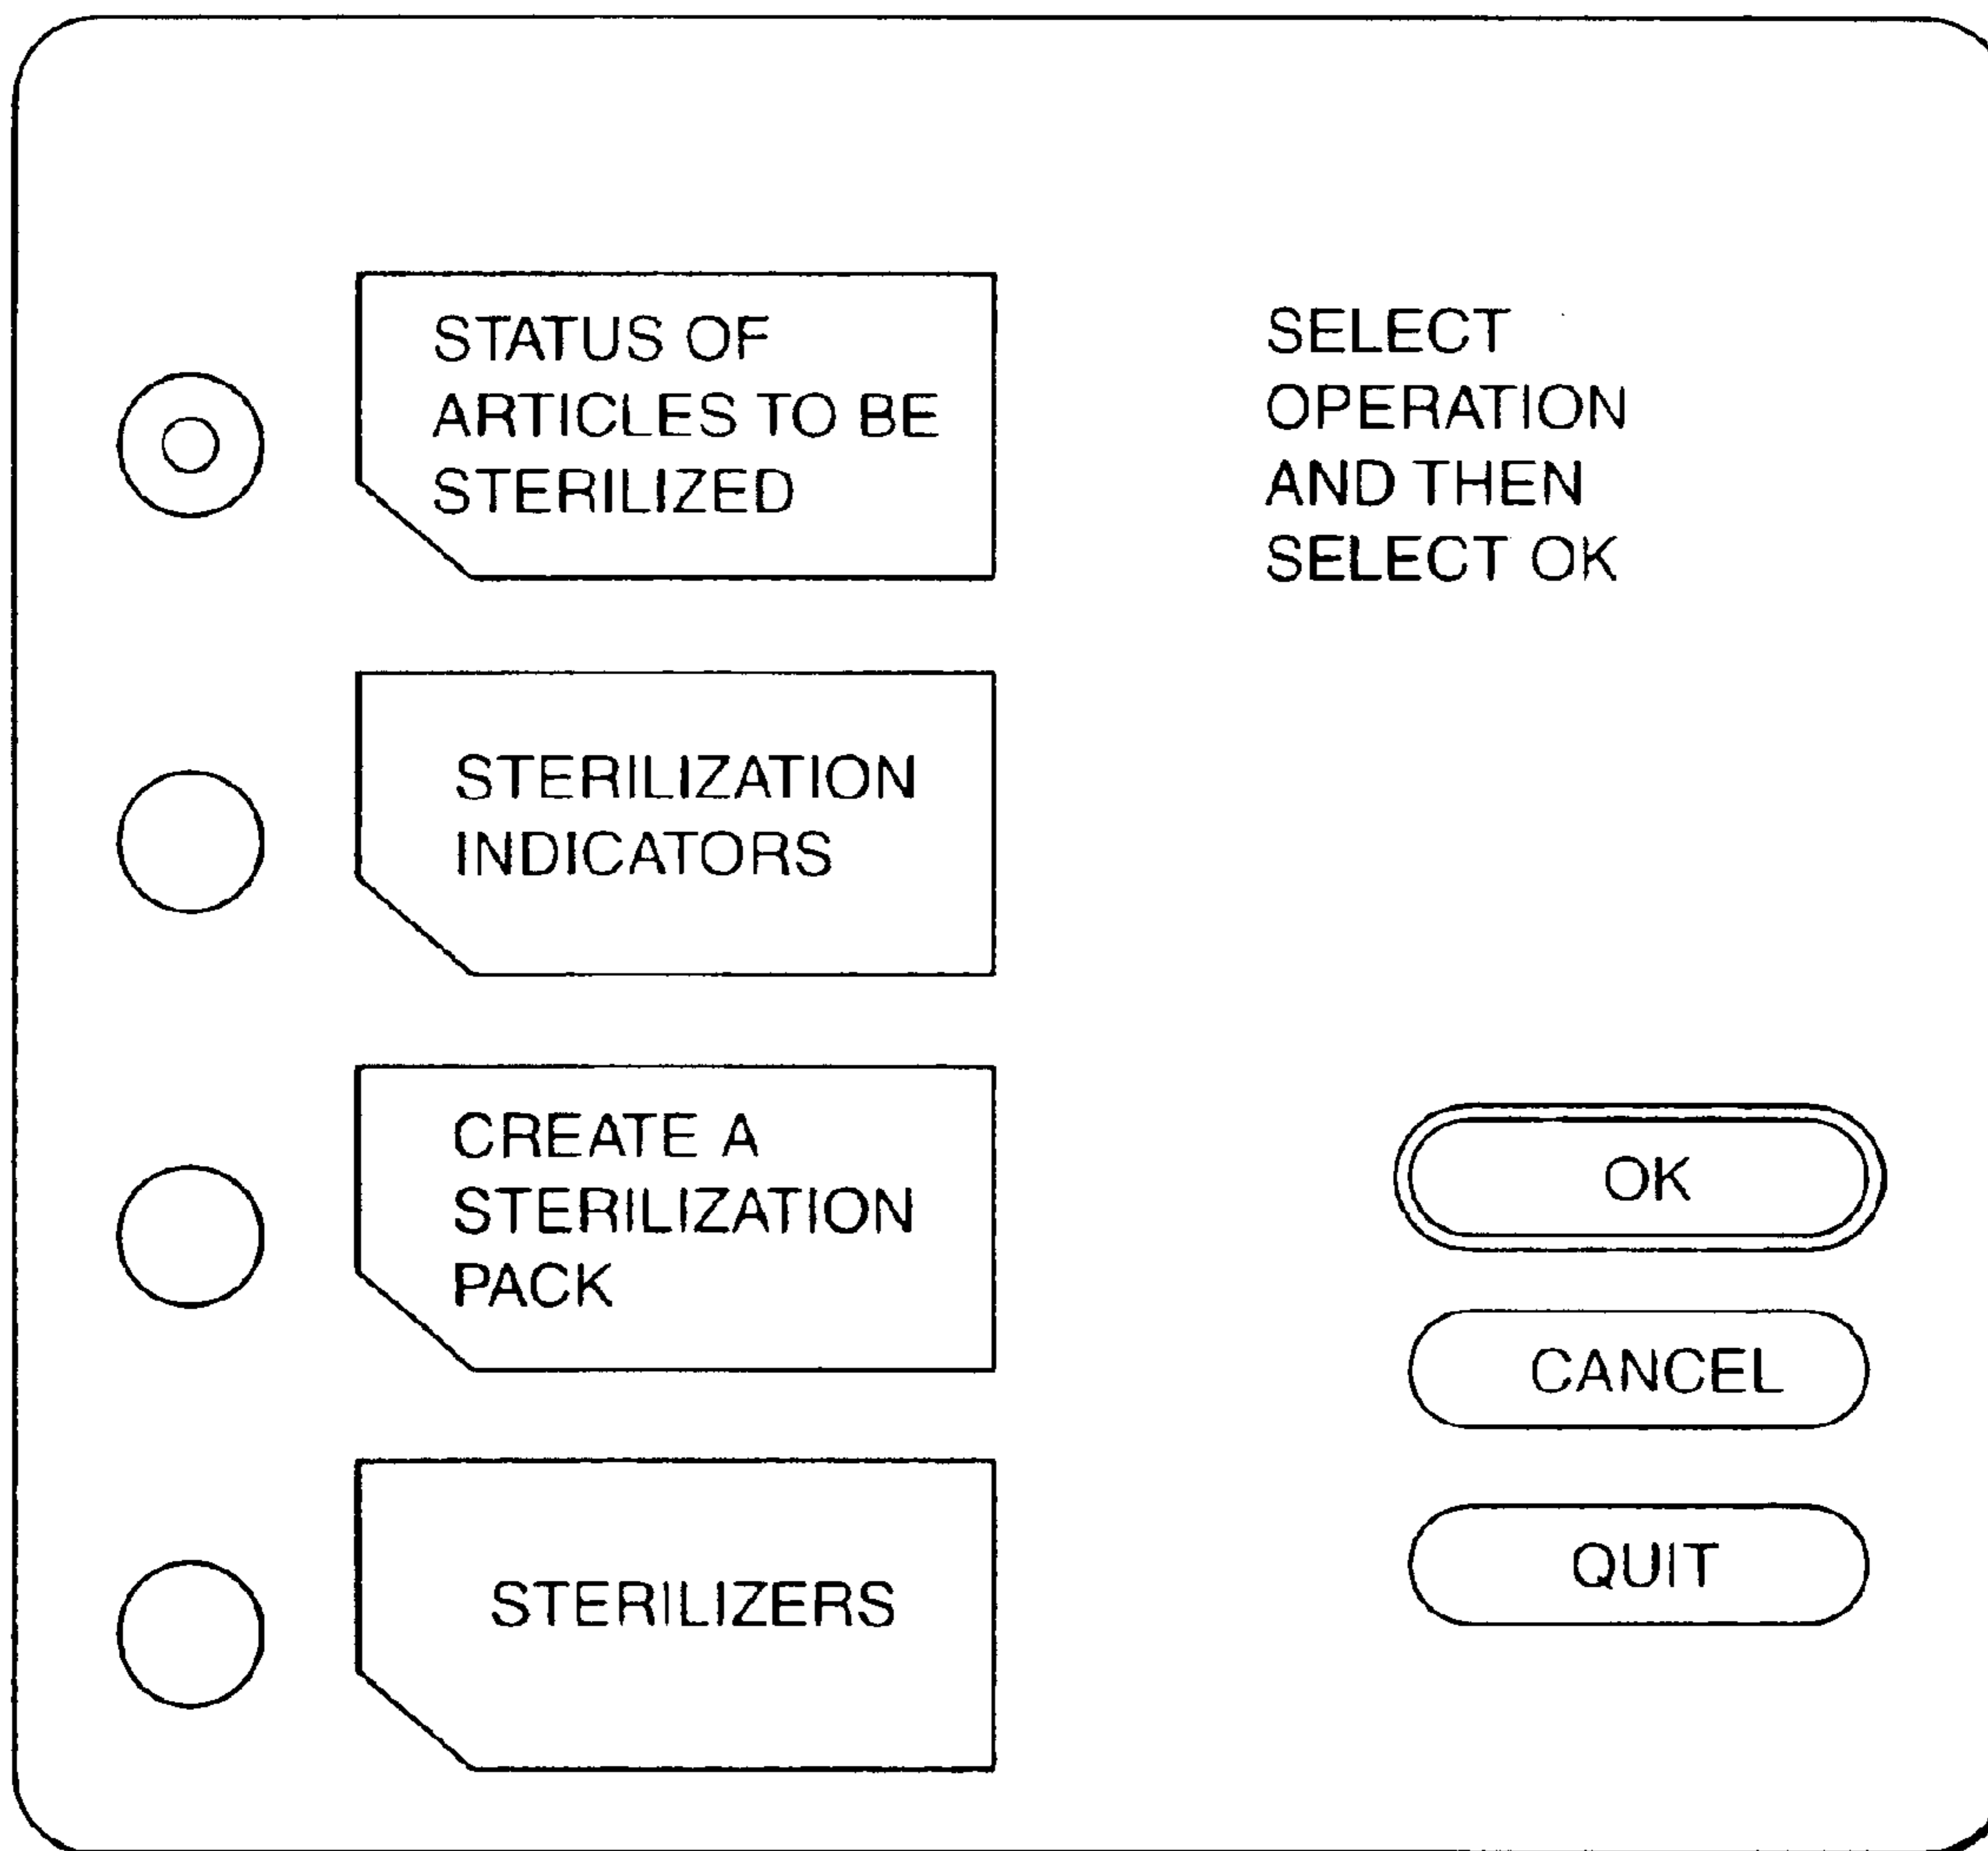 STATUS OF
ARTICLES TO BE
STERILIZED
SELECT
OPERATION
AND THEN
SELECT OK
STERILIZATION
INDICATORS
CREATE A
STERILIZATION
PACK
OK
CANCEL
STERILIZERS
QUIT